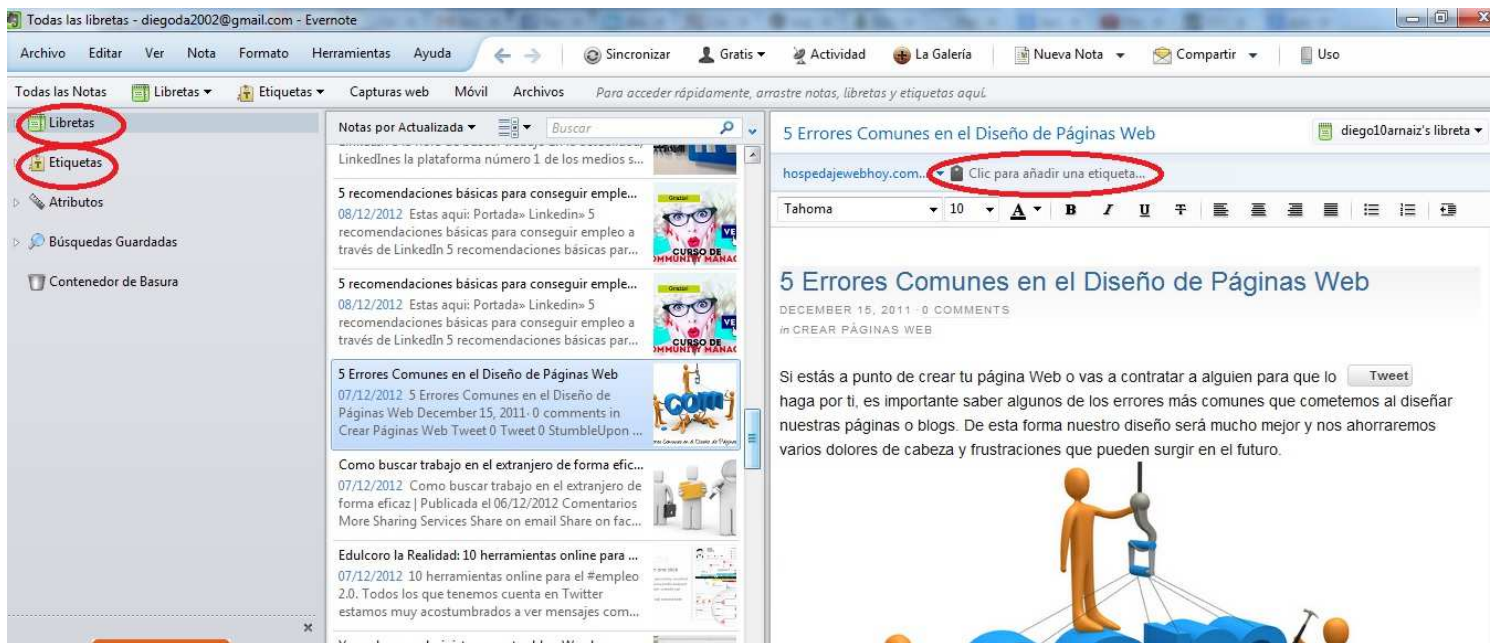 Todas las libretas - diegoda2002@gmail.com - Evernote
Archivo Editar Ver Nota Formato Herramientas Ayuda Sincronizar Gratis Actividad La Galería Nueva Nota Compartir Uso
Todas las Notas Libretas Etiquetas Capturas web Móvil Archivos Para acceder rápidamente, arrastre notas, libretas y etiquetas aquí.
Libretas
Etiquetas
Atributos
Búsquedas Guardadas
Contenedor de Basura
Notas por Actualizada Buscar
LinkedInes la plataforma número 1 de los medios s...
5 recomendaciones básicas para conseguir emple...
08/12/2012 Estas aqui: Portada» Linkedin» 5
recomendaciones básicas para conseguir empleo a
través de LinkedIn 5 recomendaciones básicas par...
CURSO DE
5 recomendaciones básicas para conseguir emple...
08/12/2012 Estas aqui: Portada» Linkedin» 5
recomendaciones básicas para conseguir empleo a
través de LinkedIn 5 recomendaciones básicas par...
CURSO DE
5 Errores Comunes en el Diseño de Páginas Web
07/12/2012 5 Errores Comunes en el Diseño de
Páginas Web December 15, 2011· 0 comments in
Crear Páginas Web Tweet 0 Tweet 0 StumbleUpon ...
Como buscar trabajo en el extranjero de forma efic...
07/12/2012 Como buscar trabajo en el extranjero de
forma eficaz | Publicada el 06/12/2012 Comentarios
More Sharing Services Share on email Share on fac...
Edulcoro la Realidad: 10 herramientas online para ...
07/12/2012 10 herramientas online para el #empleo
2.0. Todos los que tenemos cuenta en Twitter
estamos muy acostumbrados a ver mensajes com...
5 Errores Comunes en el Diseño de Páginas Web diego10arnaiz's libreta
hospedajewebhoy.com... Clic para añadir una etiqueta...
Tahoma 10 A B I U T
5 Errores Comunes en el Diseño de Páginas Web
DECEMBER 15, 2011 · 0 COMMENTS
in CREAR PÁGINAS WEB
Si estás a punto de crear tu página Web o vas a contratar a alguien para que lo Tweet
haga por ti, es importante saber algunos de los errores más comunes que cometemos al diseñar
nuestras páginas o blogs. De esta forma nuestro diseño será mucho mejor y nos ahorraremos
varios dolores de cabeza y frustraciones que pueden surgir en el futuro.